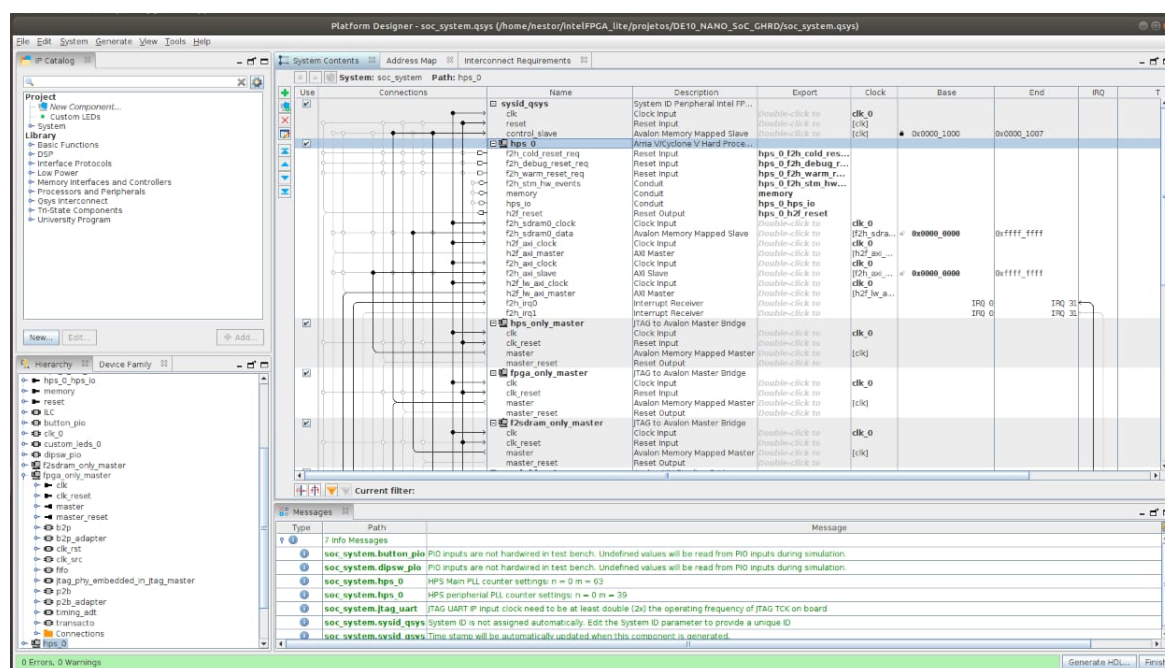 Platform Designer - soc_system.qsys (/home/nestor/intelFPGA_lite/projetos/DE10_NANO_SoC_GHRD/soc_system.qsys)
File Edit System Generate View Tools Help
IP Catalog
Project
New Component...
Custom LEDs
System
Library
Basic Functions
DSP
Interface Protocols
Low Power
Memory Interfaces and Controllers
Processors and Peripherals
Qsys Interconnect
Tri-State Components
University Program
New... Edit... Add...
Hierarchy Device Family
hps_0_hps_io
memory
reset
ILC
button_pio
clk_0
custom_leds_0
dipsw_pio
f2sdram_only_master
fpga_only_master
clk
clk_reset
master
master_reset
b2p
b2p_adapter
clk_rst
clk_src
fifo
jtag_phy_embedded_in_jtag_master
p2b
p2b_adapter
timing_adt
transacto
Connections
hps_0
System Contents Address Map Interconnect Requirements
System: soc_system Path: hps_0
Use Connections Name Description Export Clock Base End IRQ T
sysid_qsys System ID Peripheral Intel FP...
clk Clock Input Double-click to clk_0
reset Reset Input Double-click to [clk]
control_slave Avalon Memory Mapped Slave Double-click to [clk] 0x0000_1000 0x0000_1007
hps_0 Arria V/Cyclone V Hard Proce...
f2h_cold_reset_req Reset Input hps_0_f2h_cold_res...
f2h_debug_reset_req Reset Input hps_0_f2h_debug_r...
f2h_warm_reset_req Reset Input hps_0_f2h_warm_r...
f2h_stm_hw_events Conduit hps_0_f2h_stm_hw...
memory Conduit memory
hps_io Conduit hps_0_hps_io
h2f_reset Reset Output hps_0_h2f_reset
f2h_sdram0_clock Clock Input Double-click to clk_0
f2h_sdram0_data Avalon Memory Mapped Slave Double-click to [f2h_sdra... 0x0000_0000 0xffff_ffff
h2f_axi_clock Clock Input Double-click to clk_0
h2f_axi_master AXI Master Double-click to [h2f_axi_...
f2h_axi_clock Clock Input Double-click to clk_0
f2h_axi_slave AXI Slave Double-click to [f2h_axi_... 0x0000_0000 0xffff_ffff
h2f_lw_axi_clock Clock Input Double-click to clk_0
h2f_lw_axi_master AXI Master Double-click to [h2f_lw_a...
f2h_irq0 Interrupt Receiver Double-click to IRQ 0 IRQ 31
f2h_irq1 Interrupt Receiver Double-click to IRQ 0 IRQ 31
hps_only_master JTAG to Avalon Master Bridge
clk Clock Input Double-click to clk_0
clk_reset Reset Input Double-click to
master Avalon Memory Mapped Master Double-click to [clk]
master_reset Reset Output Double-click to
fpga_only_master JTAG to Avalon Master Bridge
clk Clock Input Double-click to clk_0
clk_reset Reset Input Double-click to
master Avalon Memory Mapped Master Double-click to [clk]
master_reset Reset Output Double-click to
f2sdram_only_master JTAG to Avalon Master Bridge
clk Clock Input Double-click to clk_0
clk_reset Reset Input Double-click to
master Avalon Memory Mapped Master Double-click to [clk]
master_reset Reset Output Double-click to
Current filter:
Messages
Type Path Message
7 Info Messages
soc_system.button_pio PIO inputs are not hardwired in test bench. Undefined values will be read from PIO inputs during simulation.
soc_system.dipsw_pio PIO inputs are not hardwired in test bench. Undefined values will be read from PIO inputs during simulation.
soc_system.hps_0 HPS Main PLL counter settings: n = 0 m = 63
soc_system.hps_0 HPS peripherial PLL counter settings: n = 0 m = 39
soc_system.jtag_uart JTAG UART IP input clock need to be at least double (2x) the operating frequency of JTAG TCK on board
soc_system.sysid_qsys System ID is not assigned automatically. Edit the System ID parameter to provide a unique ID
soc_system.sysid_qsys Time stamp will be automatically updated when this component is generated.
0 Errors, 0 Warnings
Generate HDL... Finish